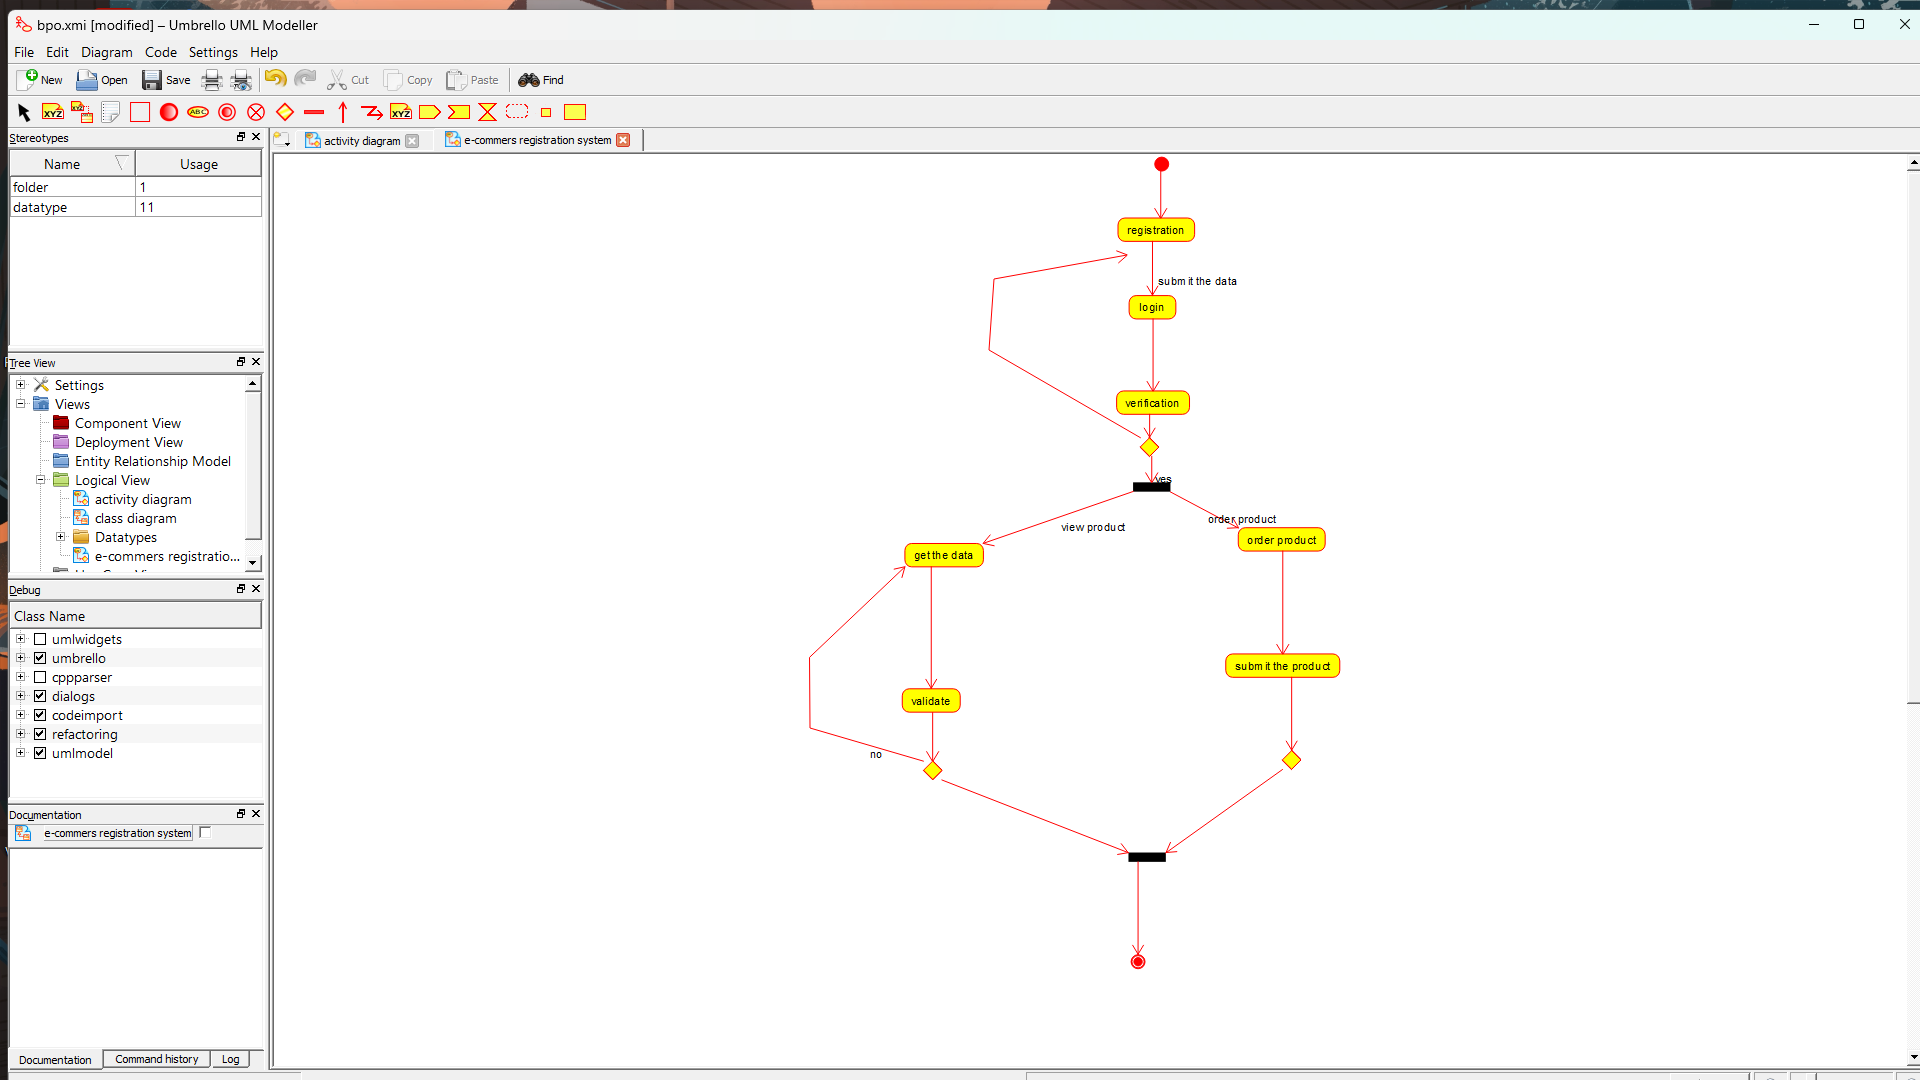 bpo.xmi [modified] – Umbrello UML Modeller
File Edit Diagram Code Settings Help
New Open Save Cut Copy Paste Find
XYZ XYZ ABC XYZ
Stereotypes
activity diagram e-commers registration system
Name Usage
folder 1
datatype 11
Tree View
Settings
Views
Component View
Deployment View
Entity Relationship Model
Logical View
activity diagram
class diagram
Datatypes
e-commers registratio...
Debug
Class Name
umlwidgets
umbrello
cppparser
dialogs
codeimport
refactoring
umlmodel
Documentation
e-commers registration system
Documentation Command history Log
registration
submit the data
login
verification
yes
view product
order product
get the data
order product
submit the product
validate
no